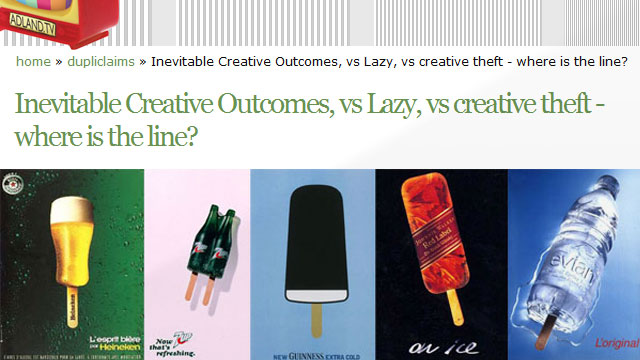 ADLAND.TV
home » dupliclaims » Inevitable Creative Outcomes, vs Lazy, vs creative theft - where is the line?
Inevitable Creative Outcomes, vs Lazy, vs creative theft -
where is the line?
L'esprit bière
Heineken
Heineken
Now 7up
that's
refreshing.
NEW GUINNESS EXTRA COLD
Red Label
on ice
evian
L'original